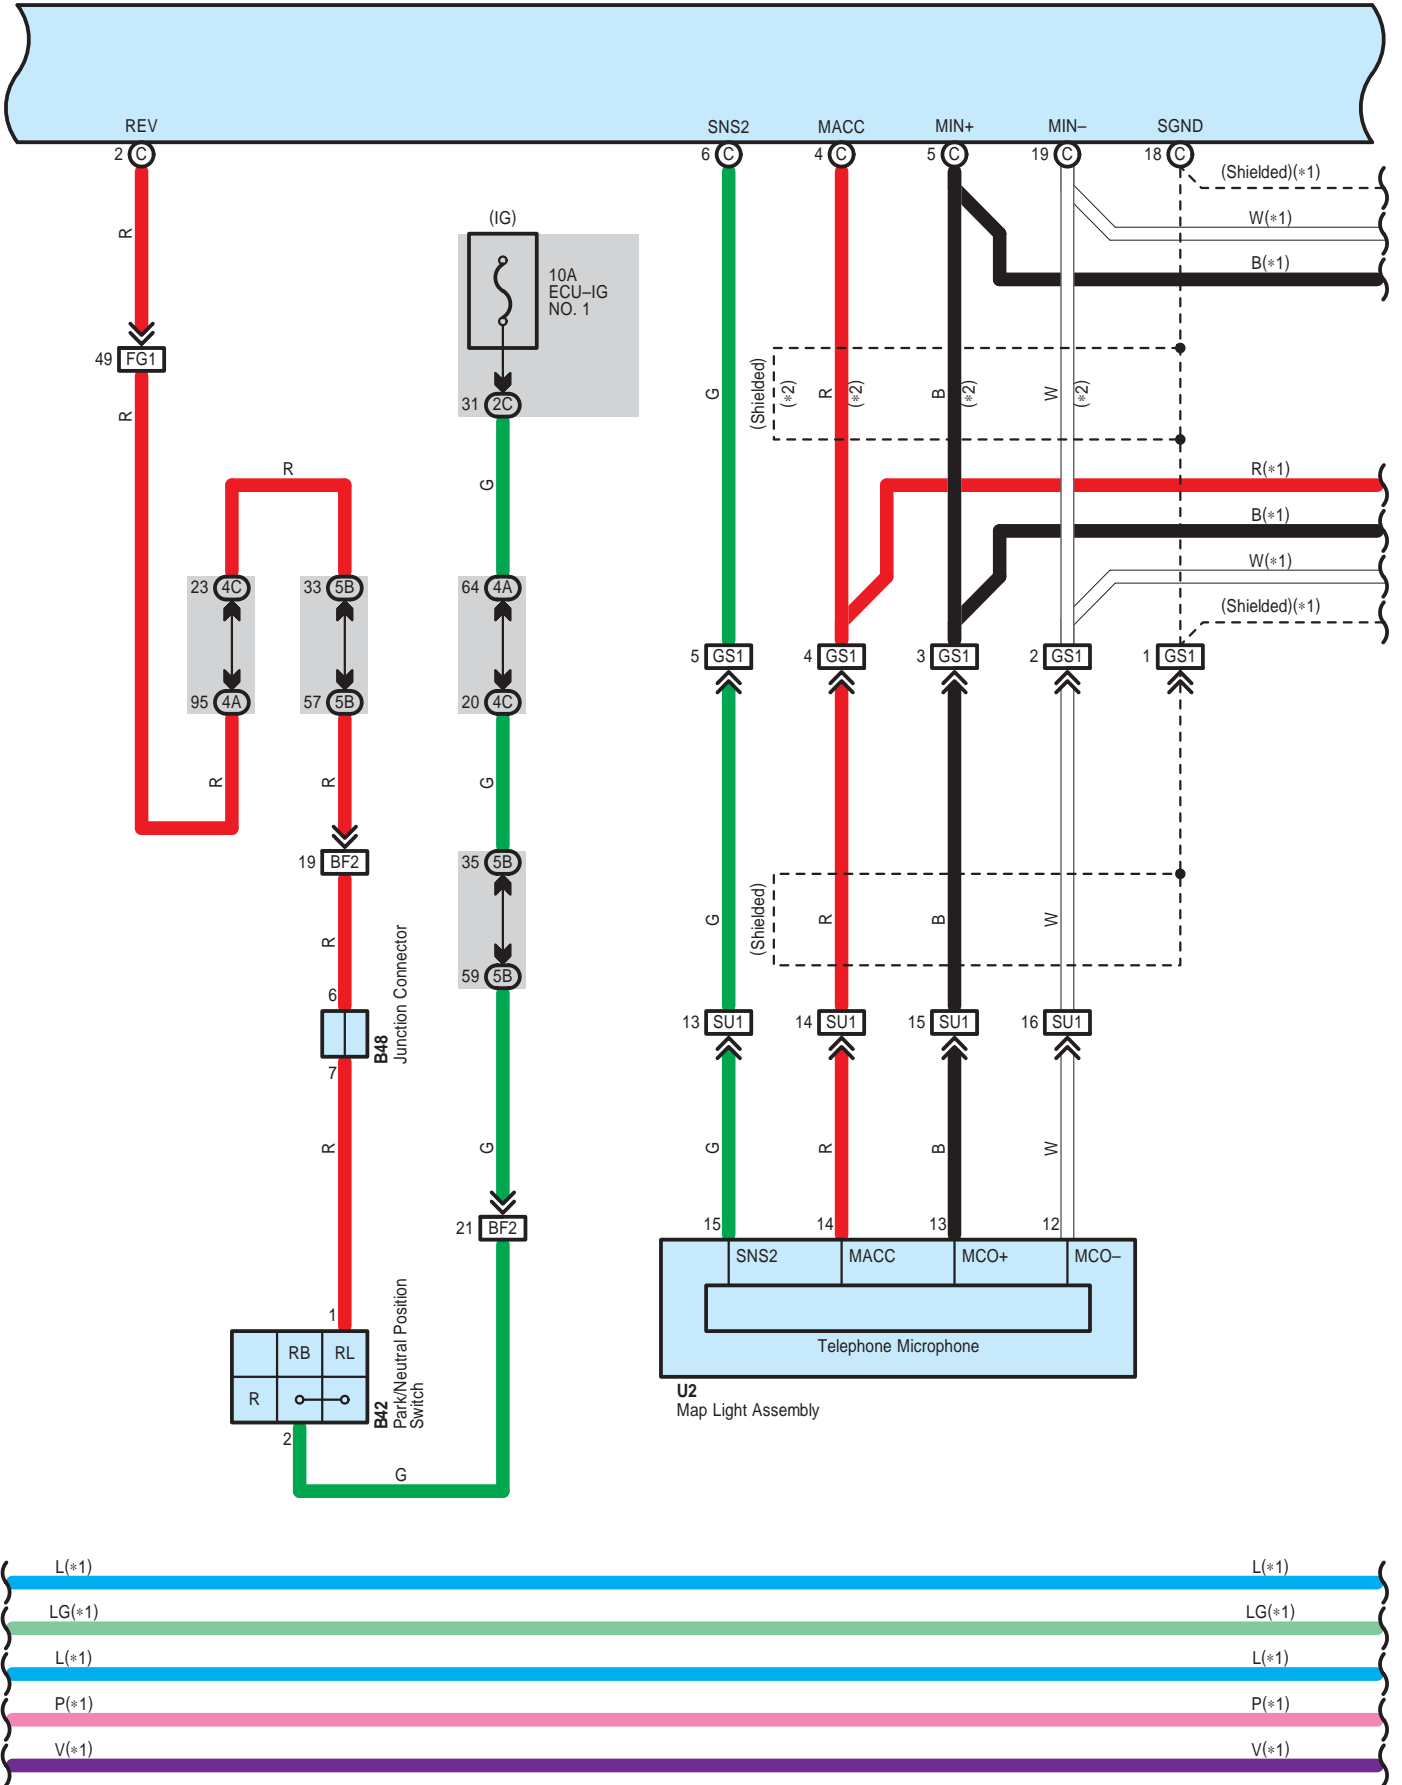 REV
SNS2
MACC
MIN+
MIN–
SGND
2 C
6 C
4 C
5 C
19 C
18 C
(Shielded)(*1)
W(*1)
B(*1)
R
(IG)
10A
ECU–IG
NO. 1
49 FG1
R
31 2C
G
(Shielded)
(*2)
R
(*2)
B
(*2)
W
(*2)
R
G
R(*1)
B(*1)
W(*1)
(Shielded)(*1)
23 4C
33 5B
64 4A
5 GS1
4 GS1
3 GS1
2 GS1
1 GS1
95 4A
57 5B
20 4C
R
R
G
19 BF2
35 5B
R
G
(Shielded)
R
B
W
59 5B
6
B48
Junction Connector
7
13 SU1
14 SU1
15 SU1
16 SU1
R
G
G
R
B
W
21 BF2
15
14
13
12
SNS2
MACC
MCO+
MCO–
Telephone Microphone
U2
Map Light Assembly
1
RB
RL
R
B42
Park/Neutral Position
Switch
2
G
L(*1)
L(*1)
LG(*1)
LG(*1)
L(*1)
L(*1)
P(*1)
P(*1)
V(*1)
V(*1)